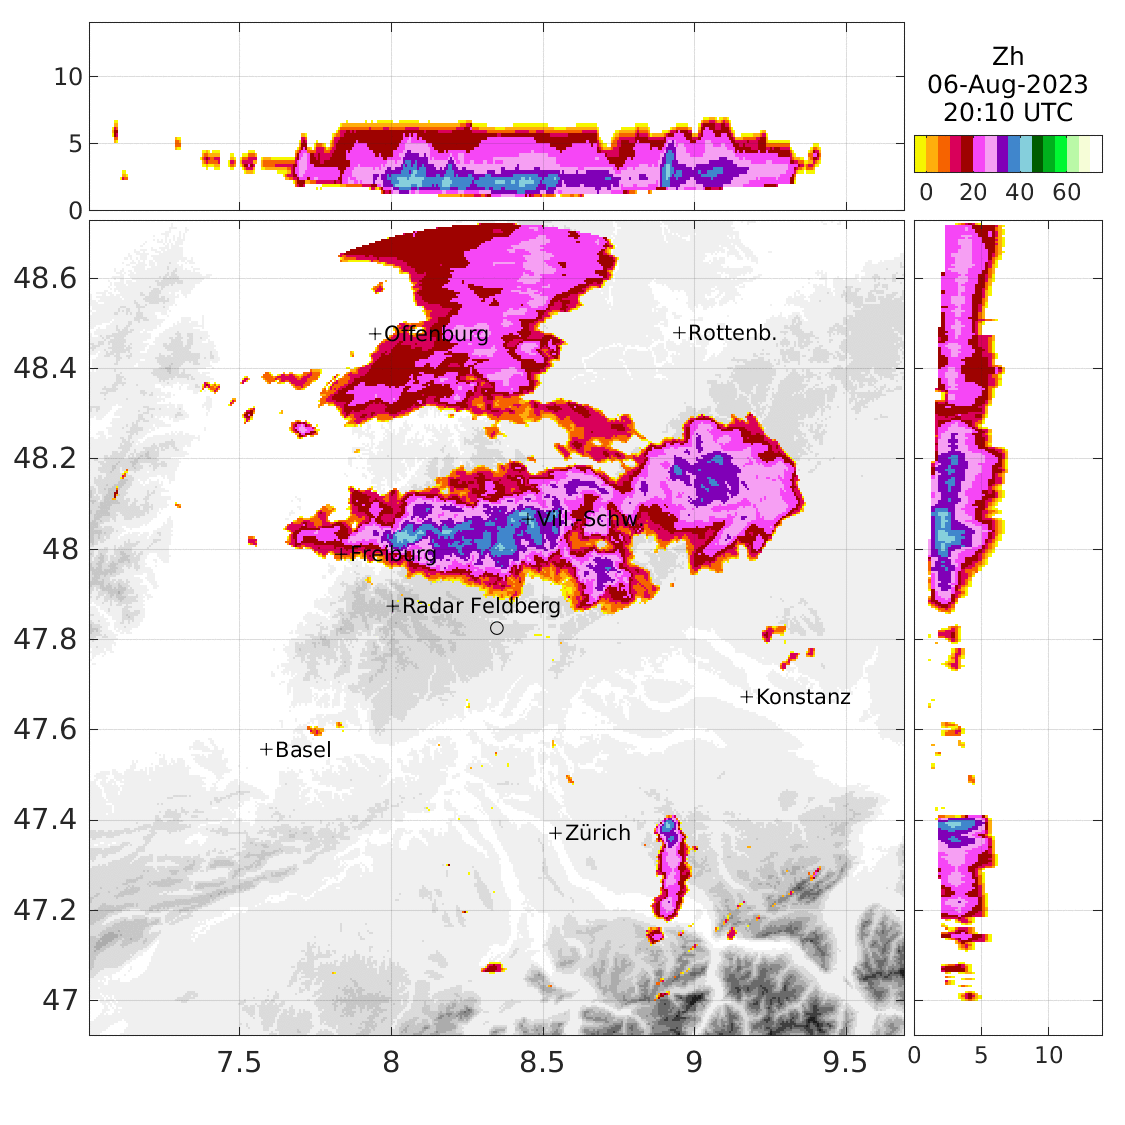 Zh
06-Aug-2023
20:10 UTC
0 20 40 60
10
5
0
48.6
+Offenburg
+Rottenb.
48.4
48.2
+Vill.-Schw.
48
+Freiburg
+Radar Feldberg
47.8
+Konstanz
47.6
+Basel
47.4
+Zürich
47.2
47
7.5 8 8.5 9 9.5
0 5 10